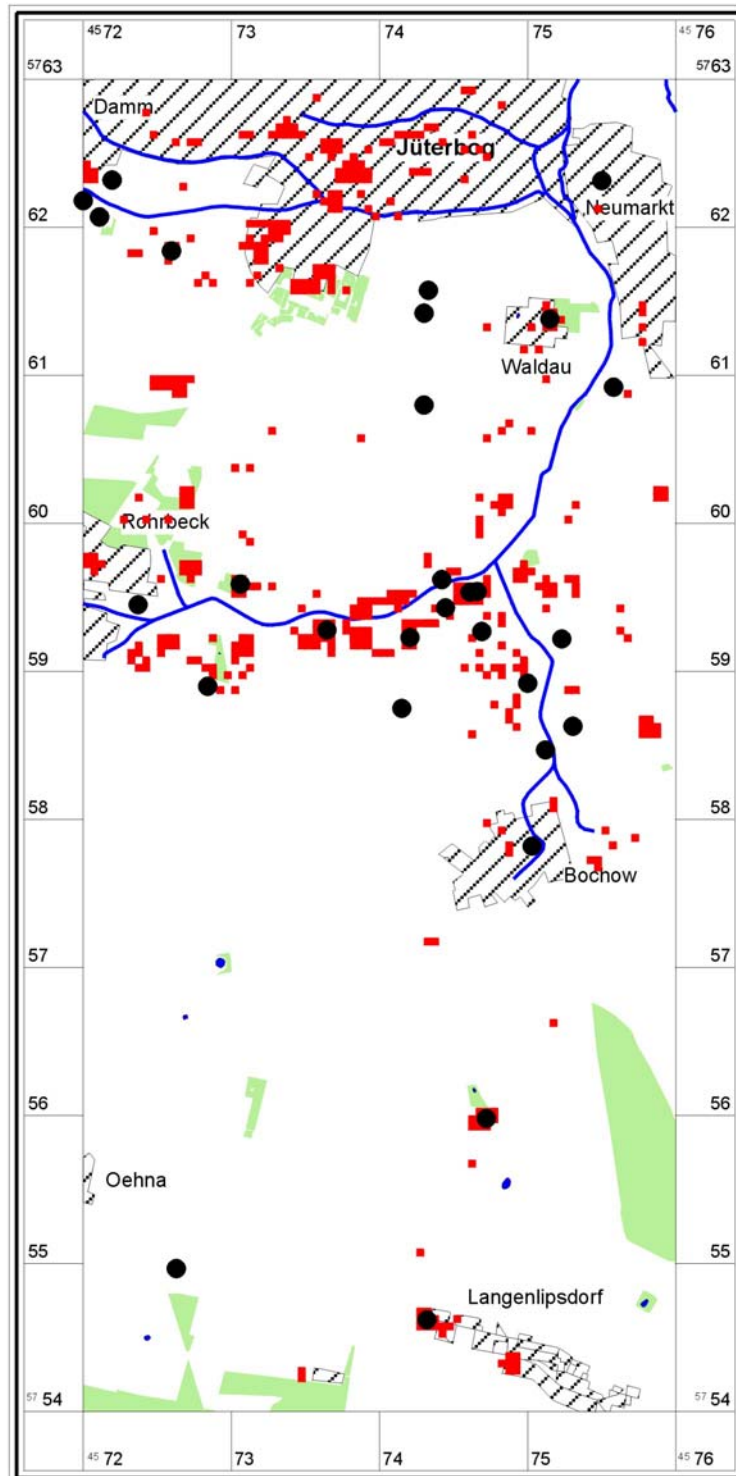 45 72 73 74 75 45 76
57 63 63
Damm
Jüterbog
62 Neumarkt 62
61 61
Waldau
60 60
Rohrbeck
59 59
58 58
Bochow
57 57
56 56
Oehna
55 55
Langenlipsdorf
57 54 57 54
45 72 73 74 75 45 76